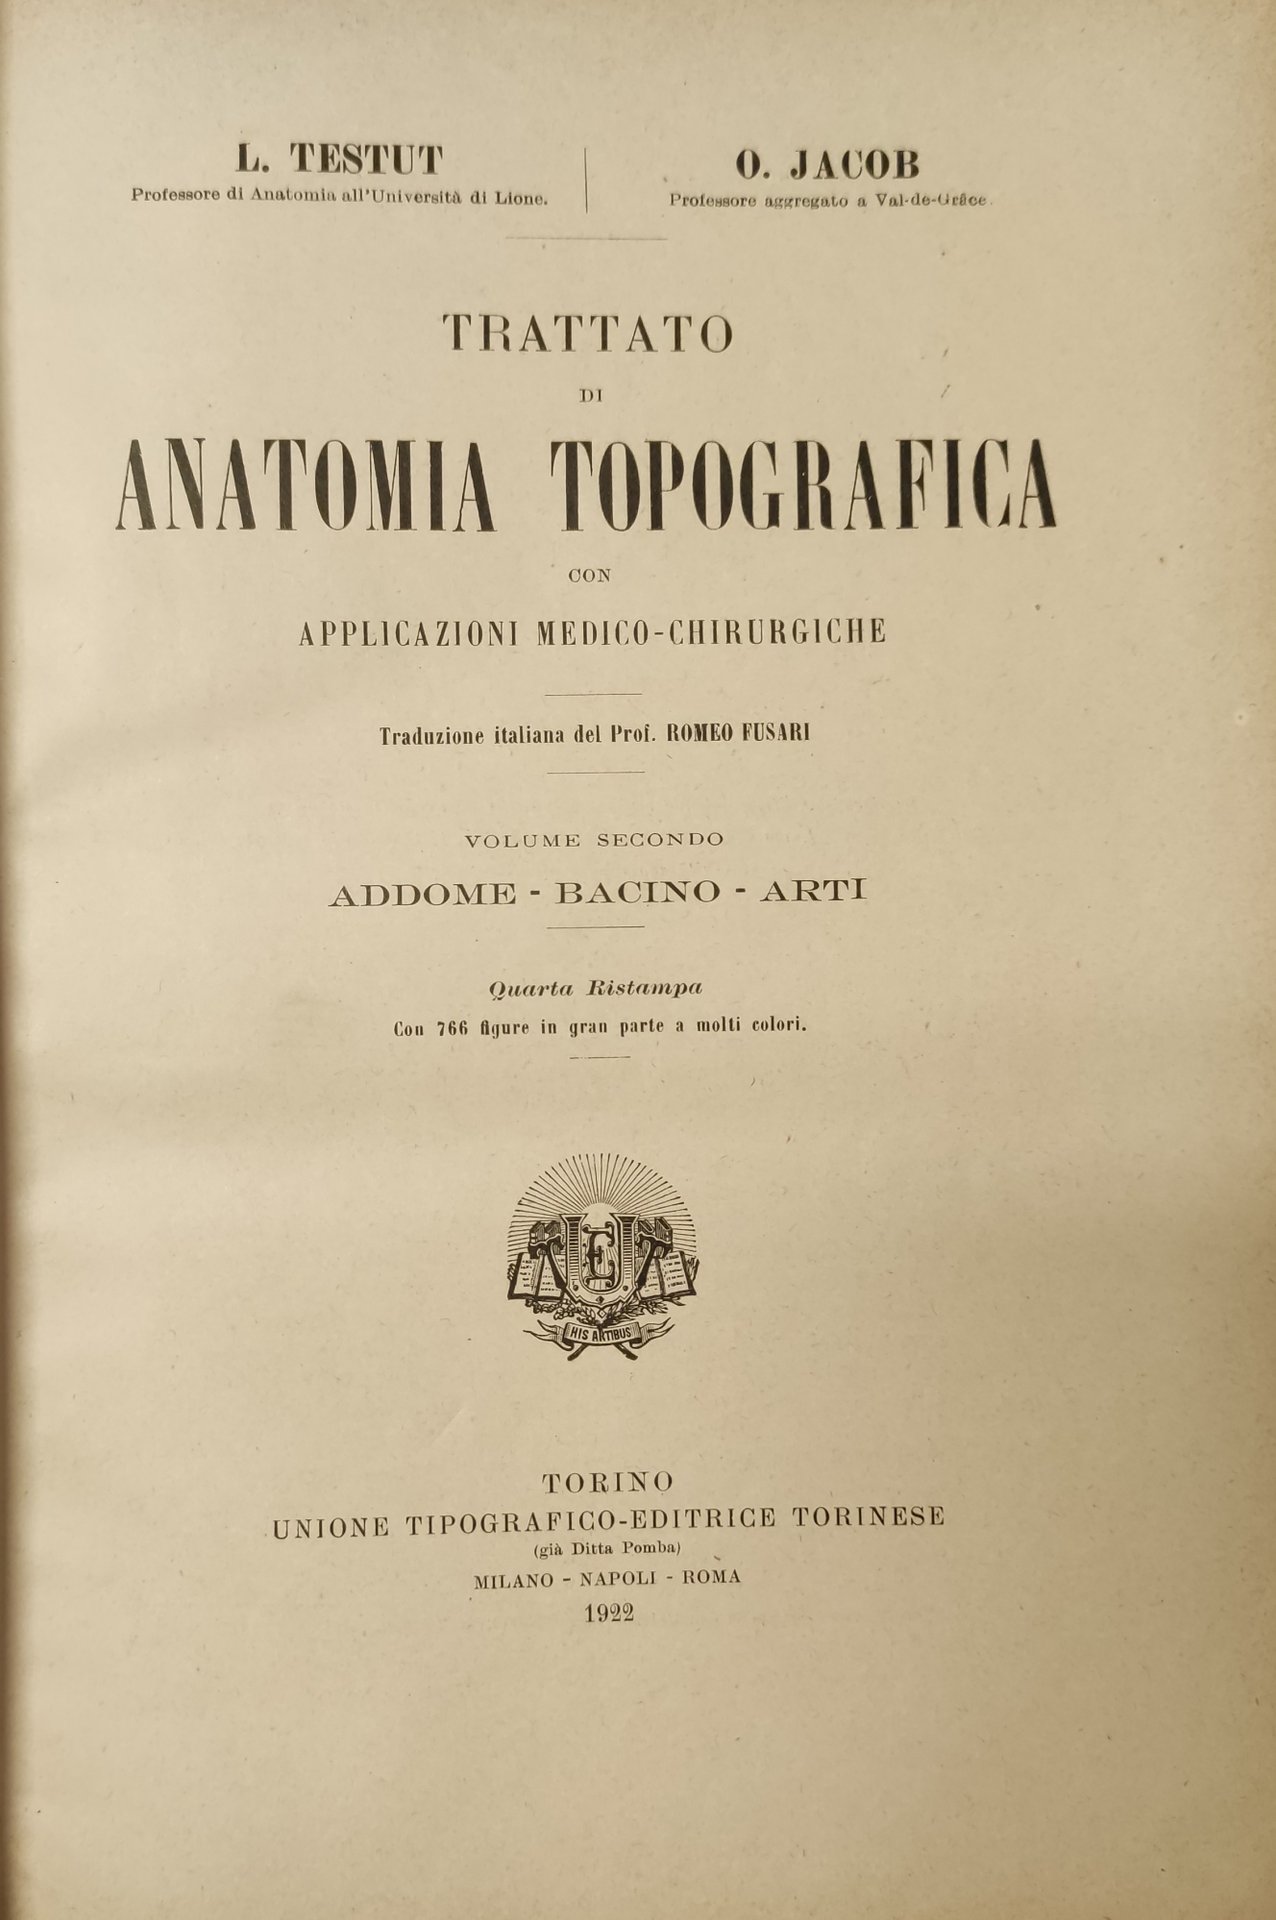 L. TESTUT
Professore di Anatomia all'Università di Lione.
O. JACOB
Professore aggregato a Val-de-Grâce
TRATTATO
DI
ANATOMIA TOPOGRAFICA
CON
APPLICAZIONI MEDICO-CHIRURGICHE
Traduzione italiana del Prof. ROMEO FUSARI
VOLUME SECONDO
ADDOME - BACINO - ARTI
Quarta Ristampa
Con 766 figure in gran parte a molti colori.
UTE
HIS ARTIBUS
TORINO
UNIONE TIPOGRAFICO-EDITRICE TORINESE
(già Ditta Pomba)
MILANO - NAPOLI - ROMA
1922